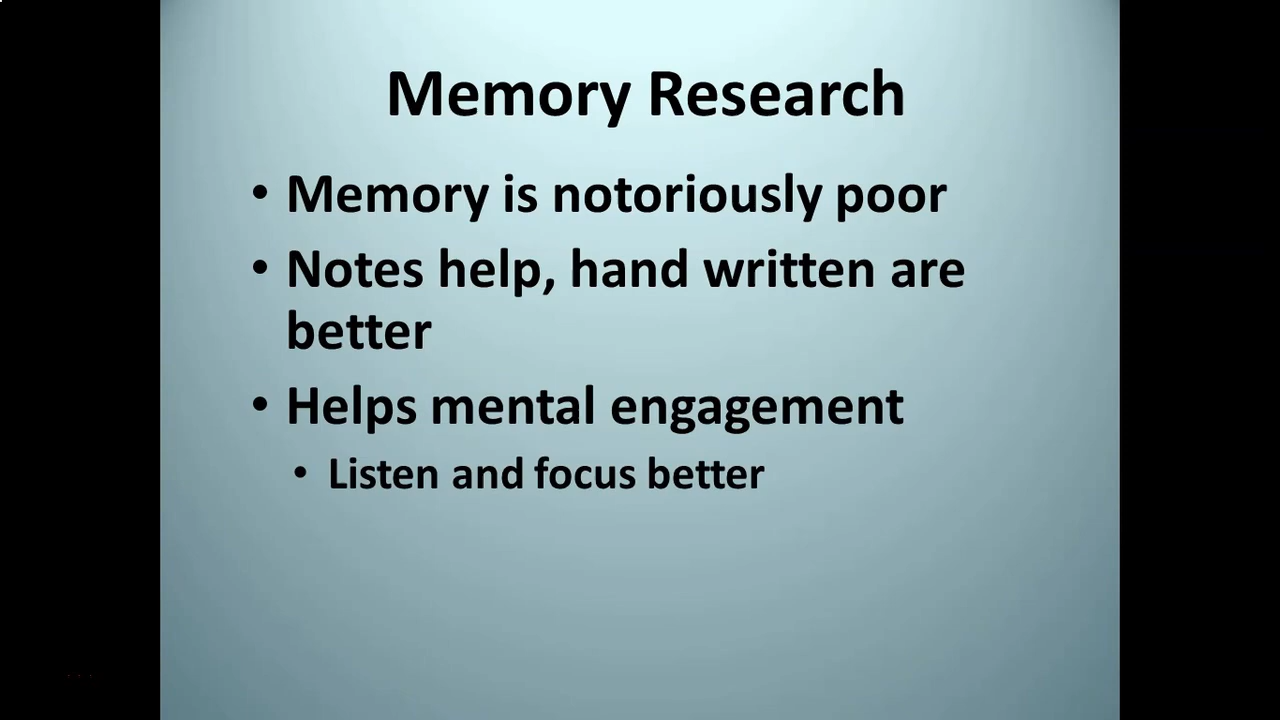 Memory Research
• Memory is notoriously poor
• Notes help, hand written are
better
• Helps mental engagement
• Listen and focus better